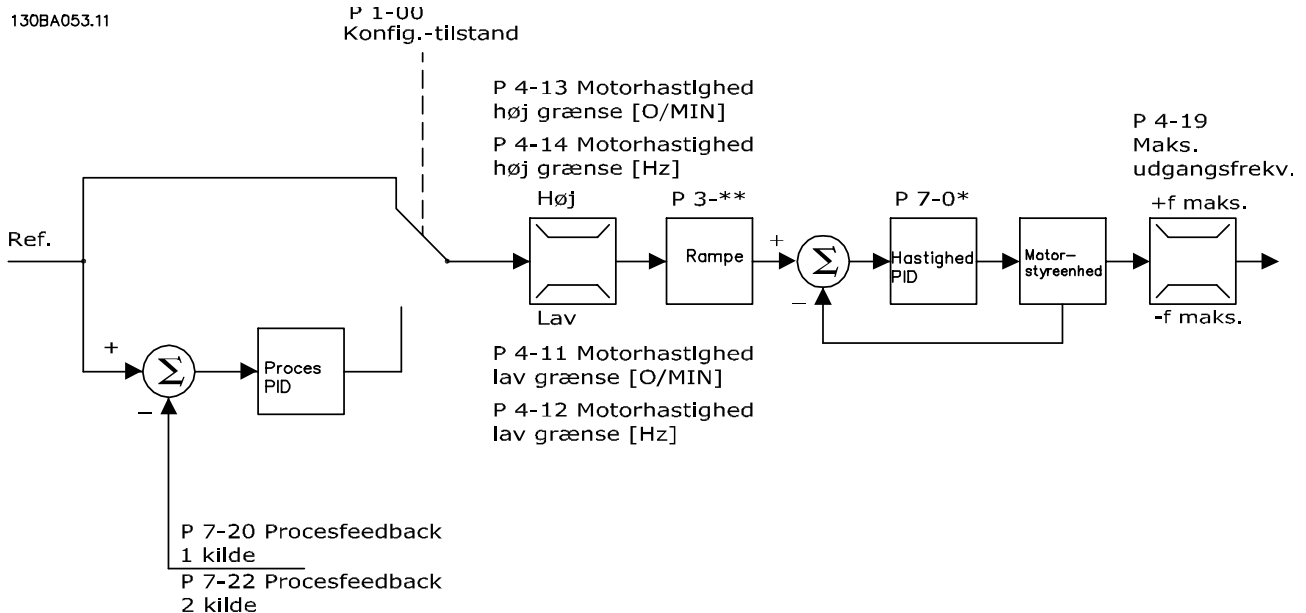 130BA053.11
P 1-00
Konfig.-tilstand
P 4-13 Motorhastighed
høj grænse [O/MIN]
P 4-14 Motorhastighed
høj grænse [Hz]
P 4-19
Maks.
udgangsfrekv.
Høj
P 3-**
P 7-0*
+f maks.
Ref.
+
Σ
−
Rampe
Hastighed
PID
Motor-
styreenhed
Lav
-f maks.
+
Σ
−
Proces
PID
P 4-11 Motorhastighed
lav grænse [O/MIN]
P 4-12 Motorhastighed
lav grænse [Hz]
P 7-20 Procesfeedback
1 kilde
P 7-22 Procesfeedback
2 kilde